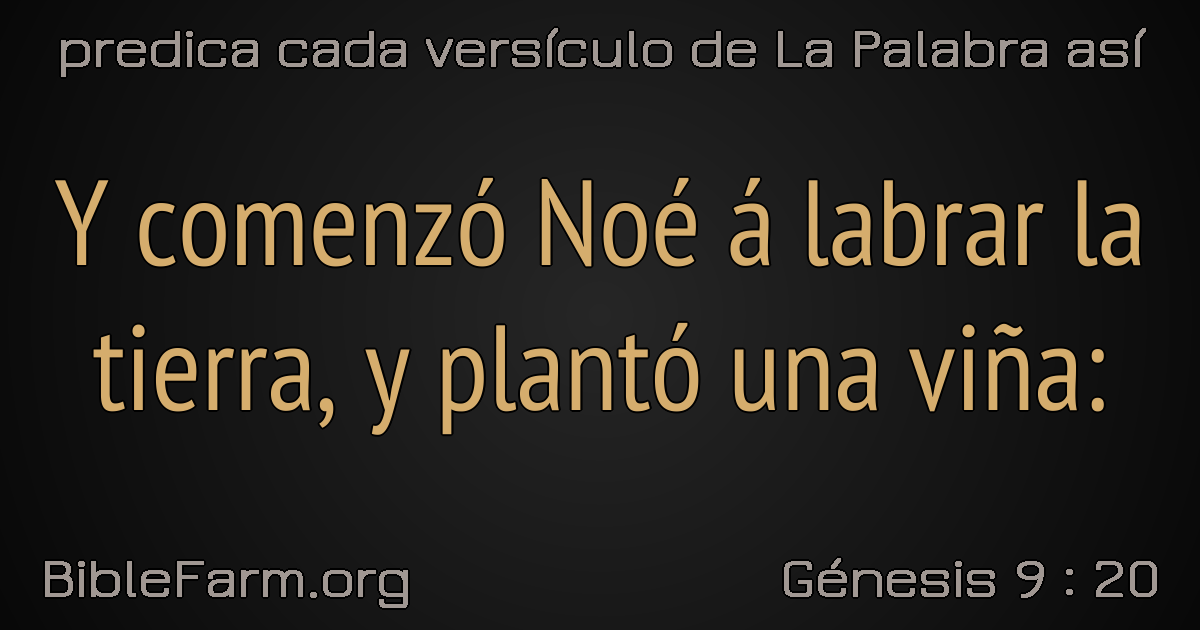 predica cada versículo de La Palabra así
Y comenzó Noé á labrar la
tierra, y plantó una viña:
BibleFarm.org
Génesis 9 : 20